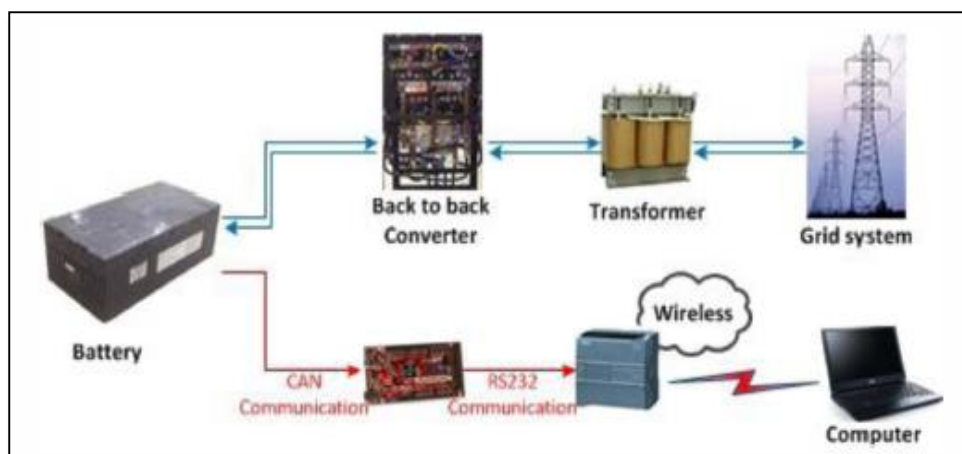 Back to back
Converter
Transformer
Grid system
Battery
Wireless
CAN
Communication
RS232
Communication
Computer